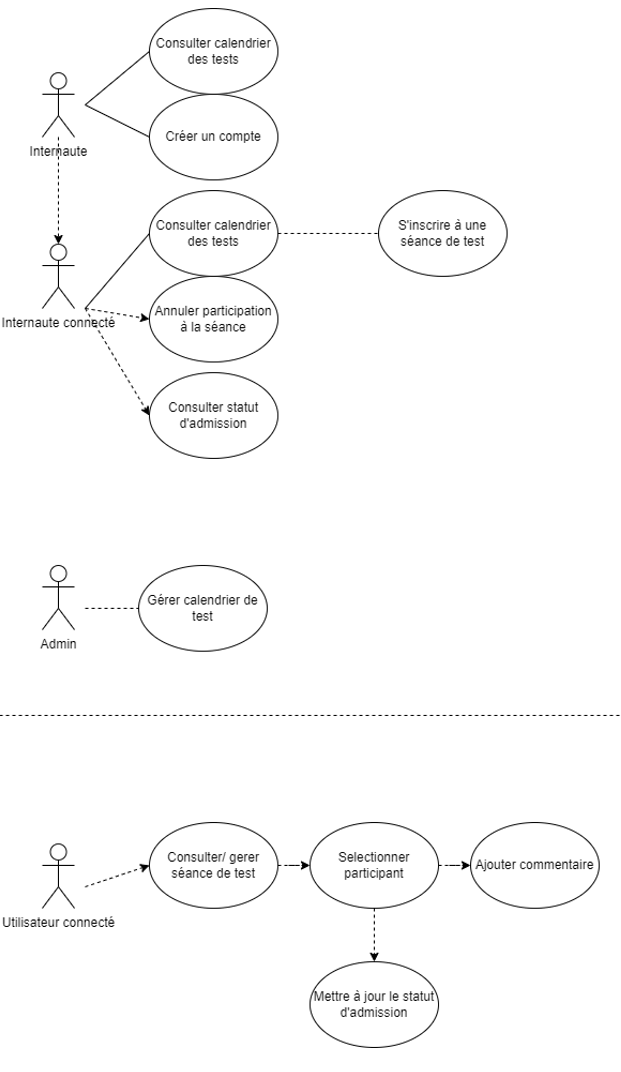 Consulter calendrier
des tests
Internaute
Créer un compte
Consulter calendrier
des tests
S'inscrire à une
séance de test
Internaute connecté
Annuler participation
à la séance
Consulter statut
d'admission
Gérer calendrier de
test
Admin
Consulter/ gerer
séance de test
Selectionner
participant
Ajouter commentaire
Utilisateur connecté
Mettre à jour le statut
d'admission